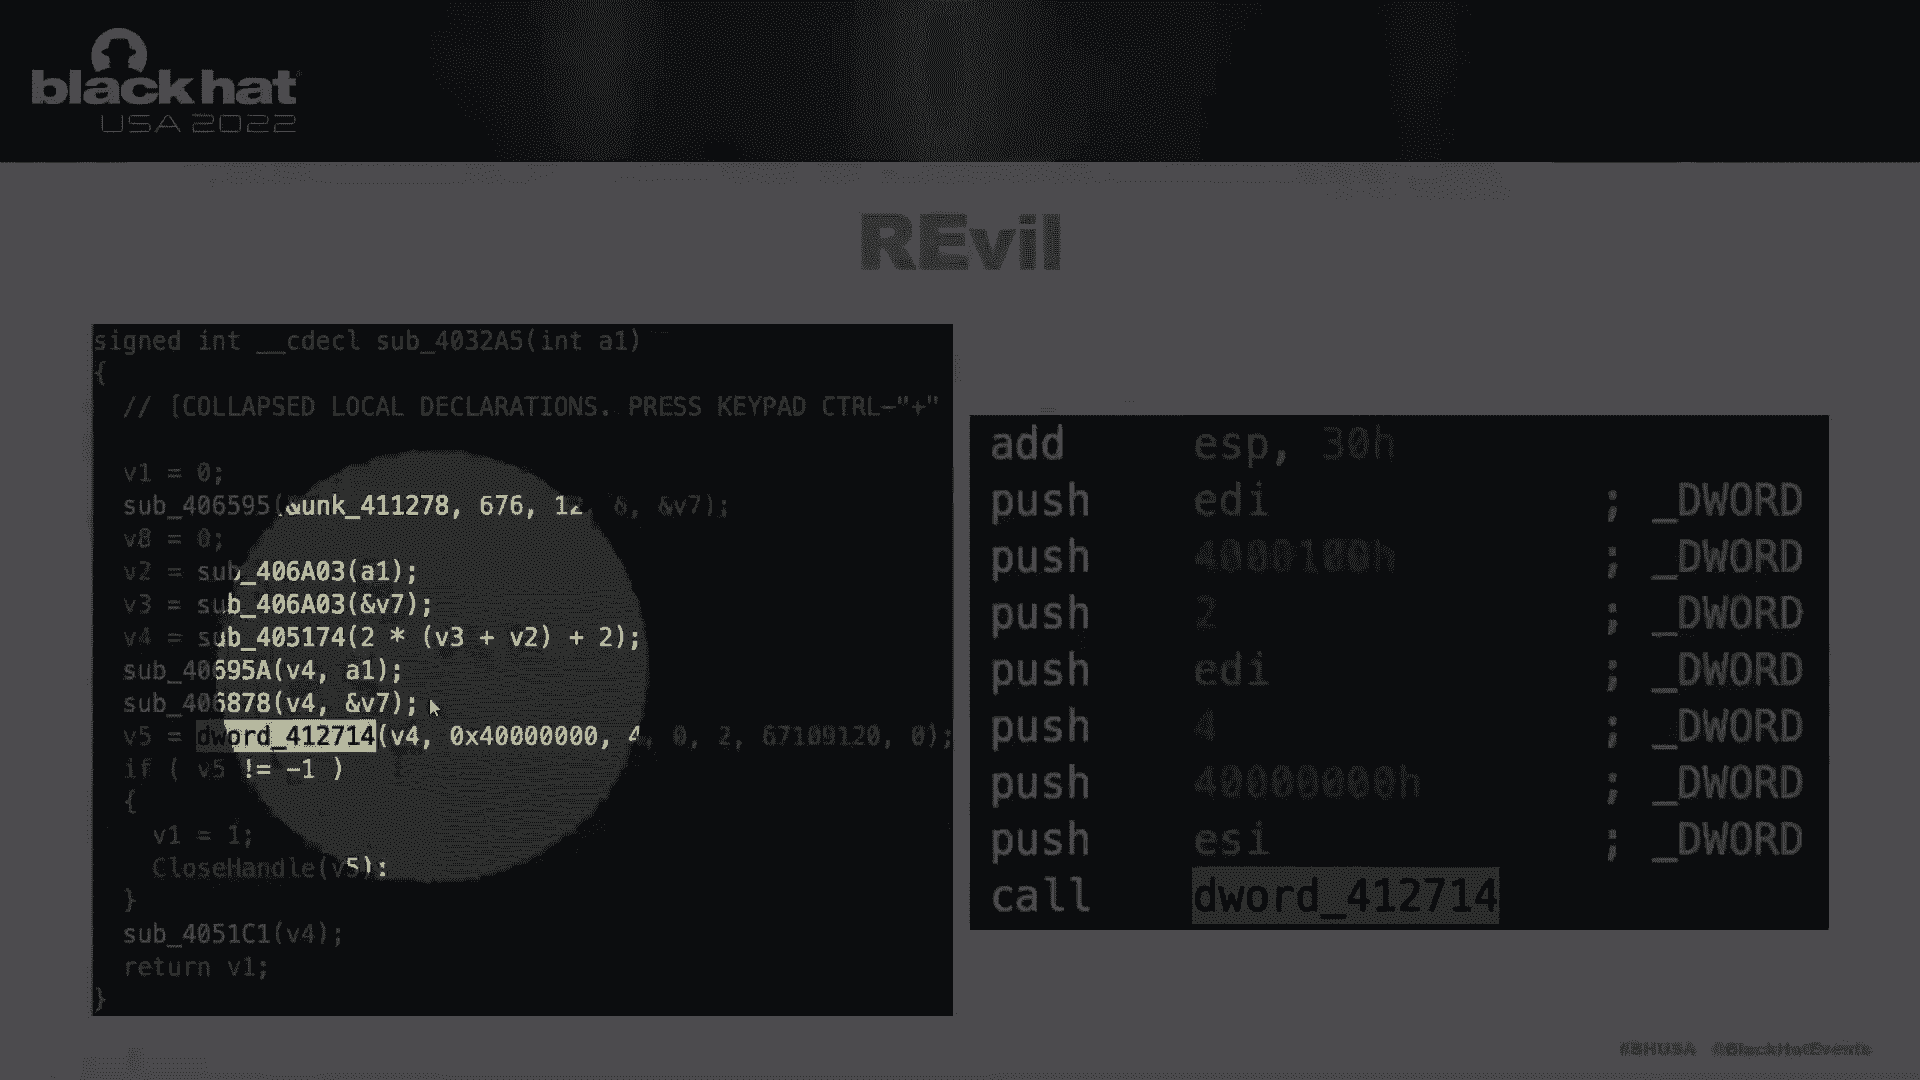 black hat
USA 2022
REvil
signed int __cdecl sub_4032A5(int a1)
{
// [COLLAPSED LOCAL DECLARATIONS. PRESS KEYPAD CTRL-"+"
v1 = 0;
sub_406595(&unk_411278, 676, 12, 6, &v7);
v8 = 0;
v2 = sub_406A03(a1);
v3 = sub_406A03(&v7);
v4 = sub_405174(2 * (v3 + v2) + 2);
sub_40695A(v4, a1);
sub_406878(v4, &v7);
v5 = dword_412714(v4, 0x40000000, 4, 0, 2, 67109120, 0);
if ( v5 != -1 )
{
v1 = 1;
CloseHandle(v5);
}
sub_4051C1(v4);
return v1;
}
add esp, 30h
push edi ; _DWORD
push 4000100h ; _DWORD
push 2 ; _DWORD
push edi ; _DWORD
push 4 ; _DWORD
push 40000000h ; _DWORD
push esi ; _DWORD
call dword_412714
#BHUSA @BlackHatEvents